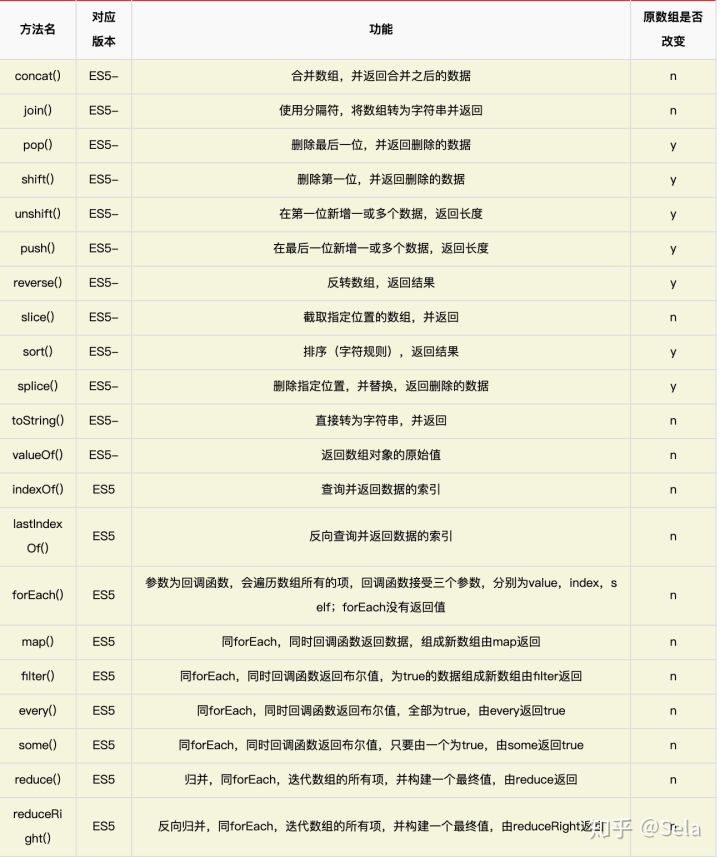 方法名 对应版本 功能 原数组是否改变
concat() ES5- 合并数组，并返回合并之后的数据 n
join() ES5- 使用分隔符，将数组转为字符串并返回 n
pop() ES5- 删除最后一位，并返回删除的数据 y
shift() ES5- 删除第一位，并返回删除的数据 y
unshift() ES5- 在第一位新增一或多个数据，返回长度 y
push() ES5- 在最后一位新增一或多个数据，返回长度 y
reverse() ES5- 反转数组，返回结果 y
slice() ES5- 截取指定位置的数组，并返回 n
sort() ES5- 排序（字符规则），返回结果 y
splice() ES5- 删除指定位置，并替换，返回删除的数据 y
toString() ES5- 直接转为字符串，并返回 n
valueOf() ES5- 返回数组对象的原始值 n
indexOf() ES5 查询并返回数据的索引 n
lastIndexOf() ES5 反向查询并返回数据的索引 n
forEach() ES5 参数为回调函数，会遍历数组所有的项，回调函数接受三个参数，分别为value，index，self；forEach没有返回值 n
map() ES5 同forEach，同时回调函数返回数据，组成新数组由map返回 n
filter() ES5 同forEach，同时回调函数返回布尔值，为true的数据组成新数组由filter返回 n
every() ES5 同forEach，同时回调函数返回布尔值，全部为true，由every返回true n
some() ES5 同forEach，同时回调函数返回布尔值，只要由一个为true，由some返回true n
reduce() ES5 归并，同forEach，迭代数组的所有项，并构建一个最终值，由reduce返回 n
reduceRight() ES5 反向归并，同forEach，迭代数组的所有项，并构建一个最终值，由reduceRight返回
知乎 @Sela